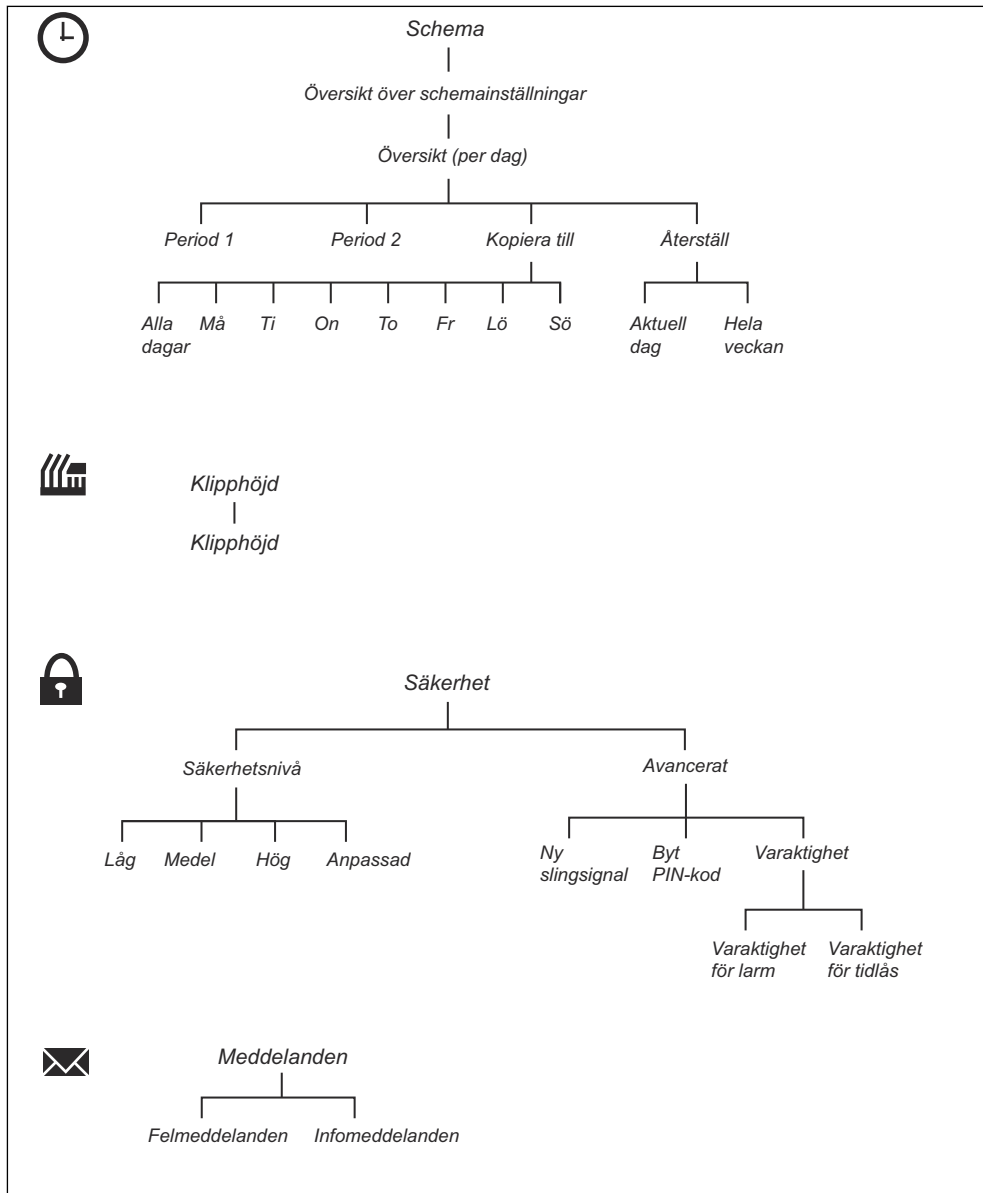 Schema
Översikt över schemainställningar
Översikt (per dag)
Period 1
Period 2
Kopiera till
Återställ
Alla
dagar
Må
Ti
On
To
Fr
Lö
Sö
Aktuell
dag
Hela
veckan
Klipphöjd
Klipphöjd
Säkerhet
Säkerhetsnivå
Avancerat
Låg
Medel
Hög
Anpassad
Ny
slingsignal
Byt
PIN-kod
Varaktighet
Varaktighet
för larm
Varaktighet
för tidlås
Meddelanden
Felmeddelanden
Infomeddelanden